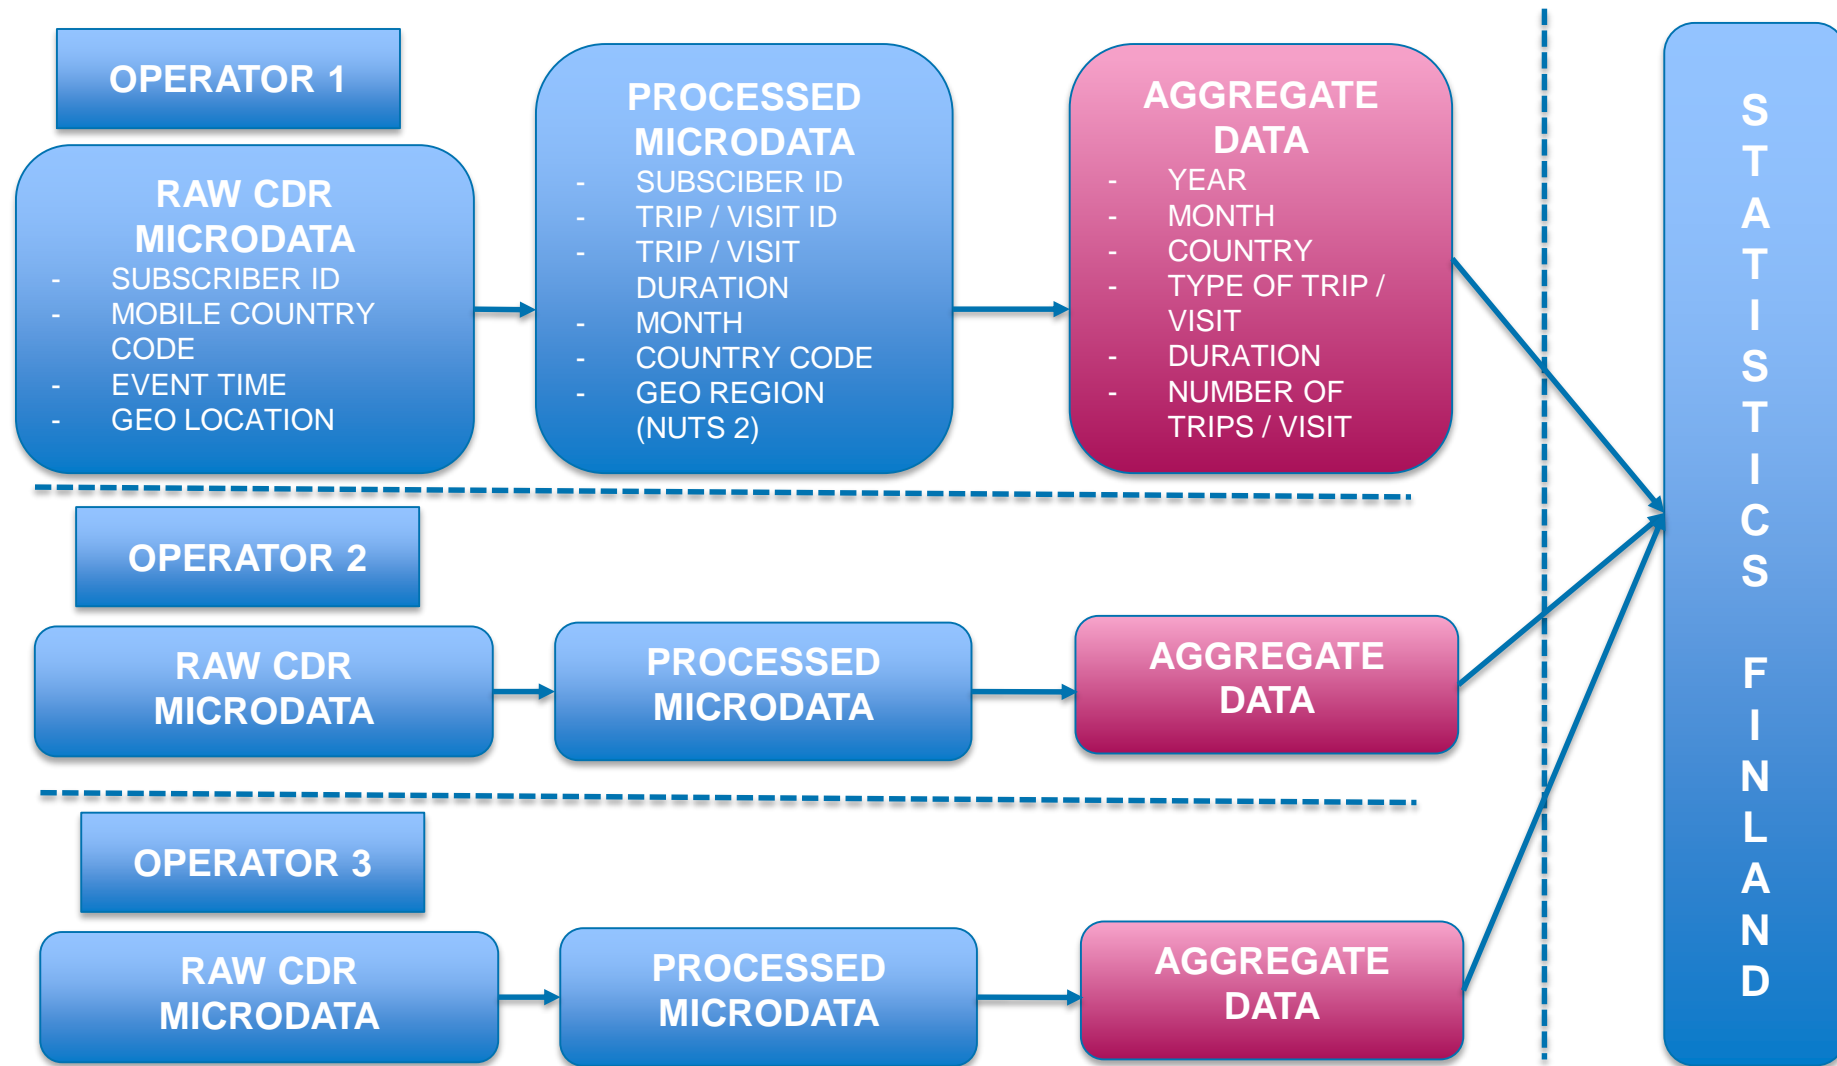 OPERATOR 1
RAW CDR
MICRODATA
- SUBSCRIBER ID
- MOBILE COUNTRY
CODE
- EVENT TIME
- GEO LOCATION
PROCESSED
MICRODATA
- SUBSCIBER ID
- TRIP / VISIT ID
- TRIP / VISIT
DURATION
- MONTH
- COUNTRY CODE
- GEO REGION
(NUTS 2)
AGGREGATE
DATA
- YEAR
- MONTH
- COUNTRY
- TYPE OF TRIP /
VISIT
- DURATION
- NUMBER OF
TRIPS / VISIT
OPERATOR 2
RAW CDR
MICRODATA
PROCESSED
MICRODATA
AGGREGATE
DATA
OPERATOR 3
RAW CDR
MICRODATA
PROCESSED
MICRODATA
AGGREGATE
DATA
STATISTICS FINLAND